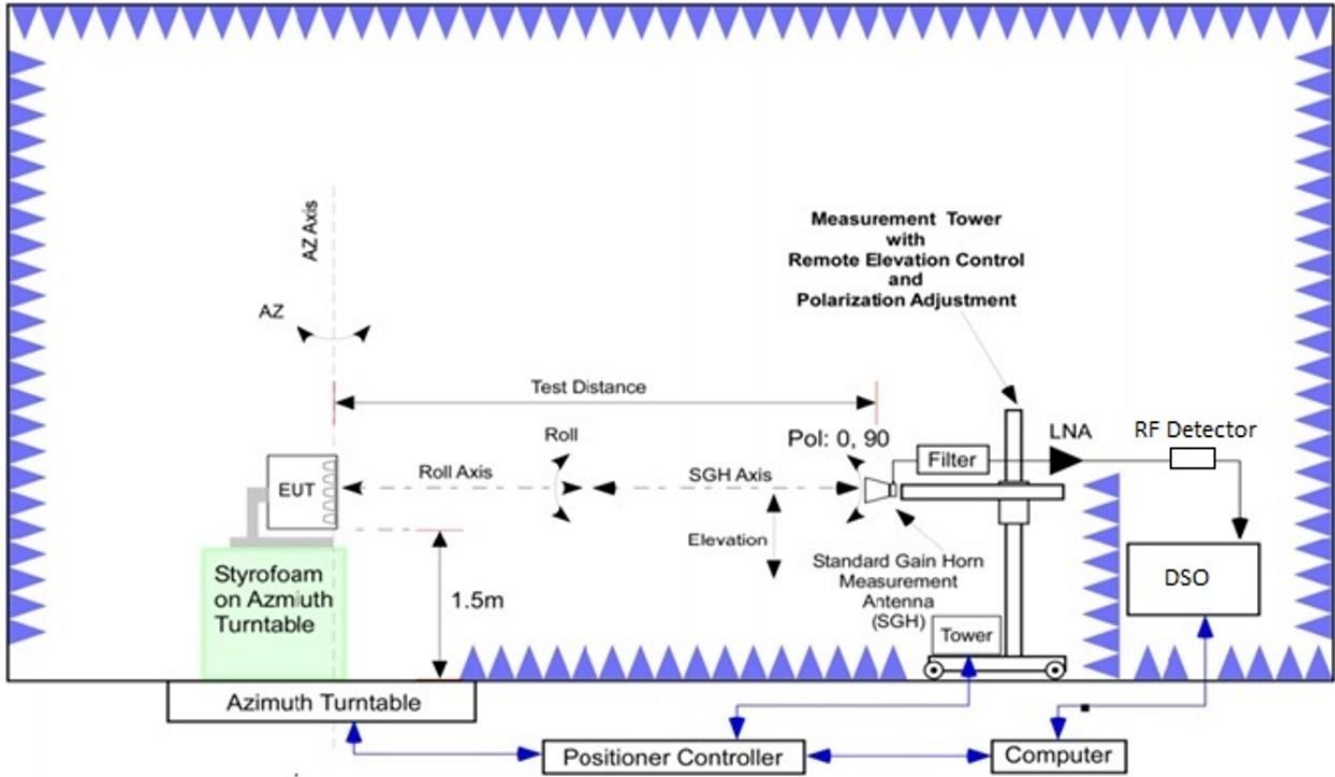 Measurement Tower
with
Remote Elevation Control
and
Polarization Adjustment
AZ Axis
AZ
Test Distance
Roll
Pol: 0, 90
LNA
RF Detector
Filter
EUT
Roll Axis
SGH Axis
Elevation
Standard Gain Horn
Measurement
Antenna
(SGH)
DSO
Styrofoam
on Azmiuth
Turntable
1.5m
Tower
Azimuth Turntable
Positioner Controller
Computer